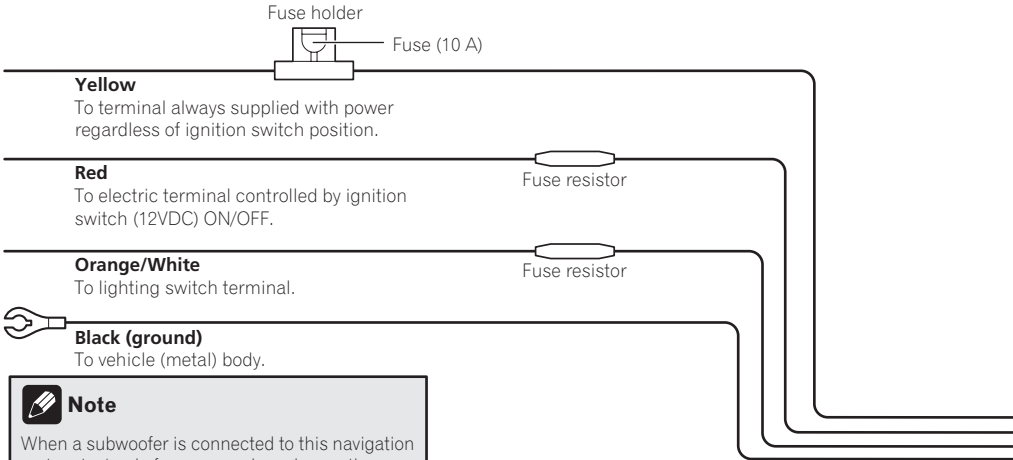 Fuse holder
Fuse (10 A)
Yellow
To terminal always supplied with power
regardless of ignition switch position.
Red
To electric terminal controlled by ignition
switch (12VDC) ON/OFF.
Fuse resistor
Orange/White
To lighting switch terminal.
Fuse resistor
Black (ground)
To vehicle (metal) body.
Note
When a subwoofer is connected to this navigation